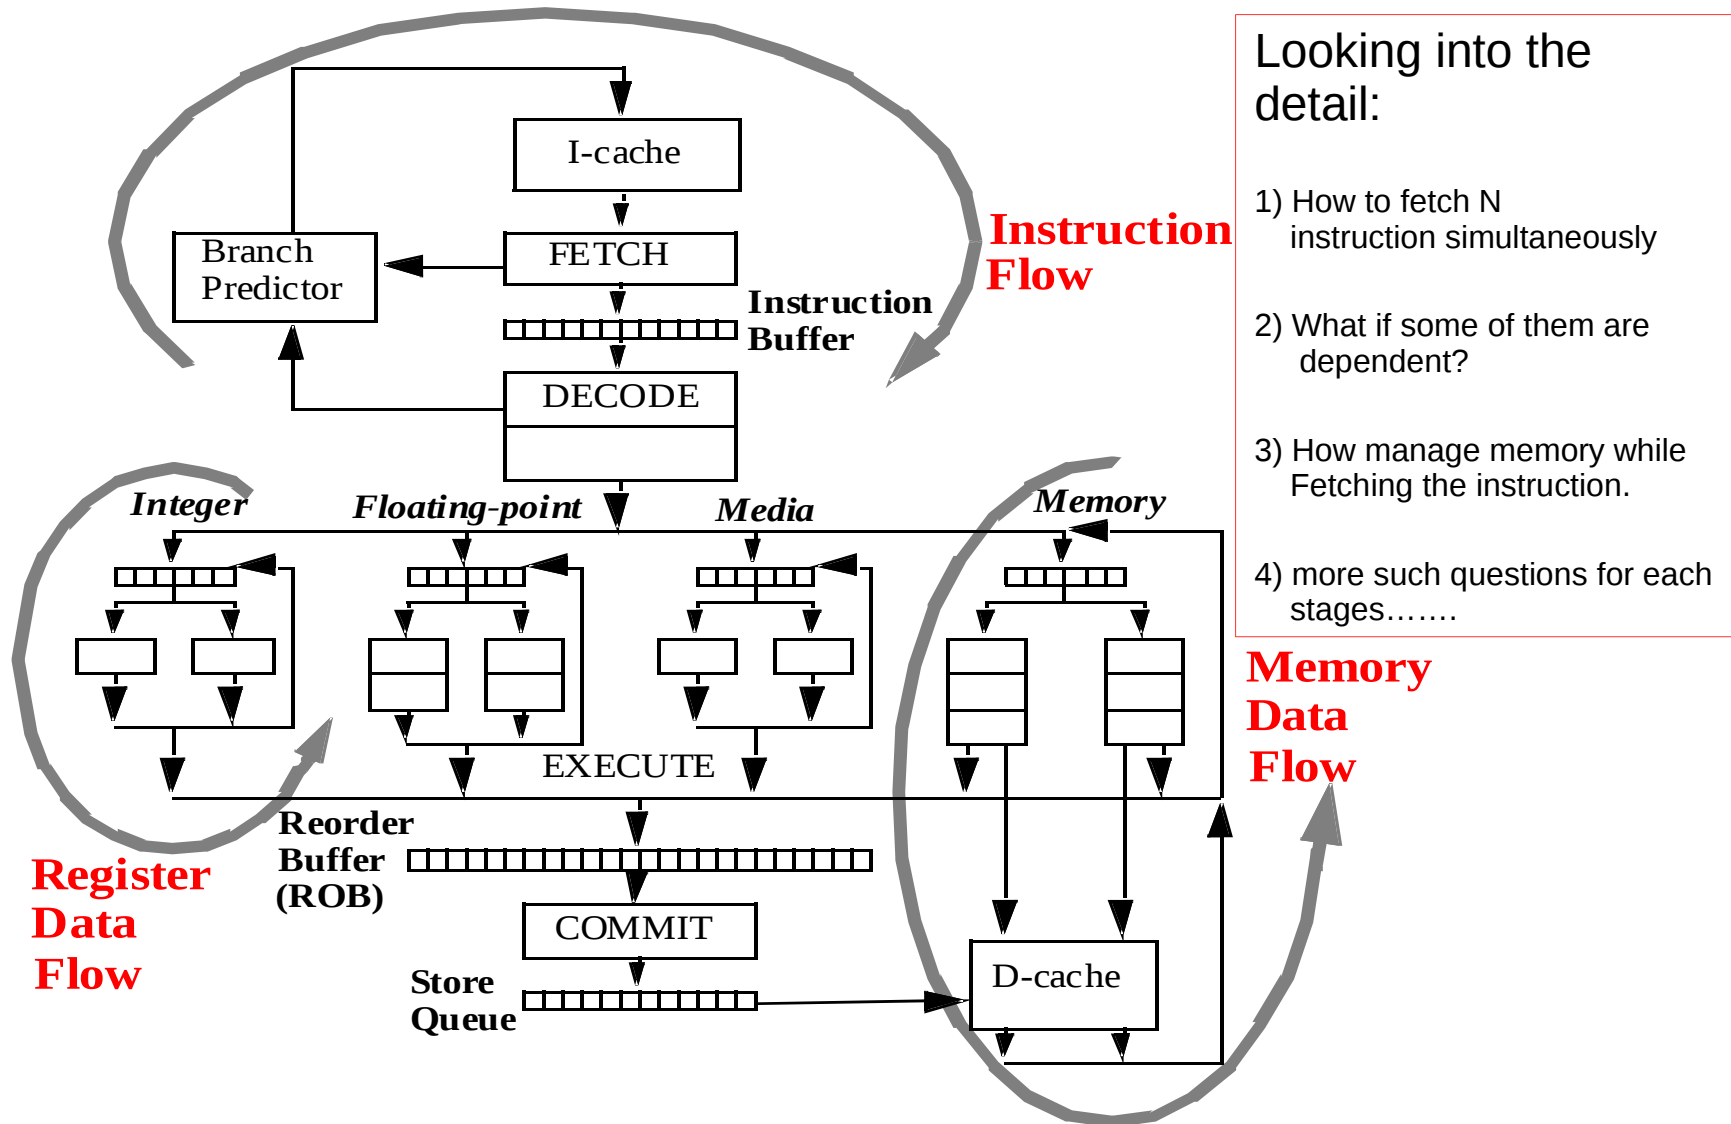 I-cache
FETCH
Branch
Predictor
Instruction
Buffer
DECODE
Instruction
Flow
Integer
Floating-point
Media
Memory
EXECUTE
Reorder
Buffer
(ROB)
COMMIT
Store
Queue
D-cache
Register
Data
Flow
Memory
Data
Flow
Looking into the
detail:
1) How to fetch N
instruction simultaneously
2) What if some of them are
dependent?
3) How manage memory while
Fetching the instruction.
4) more such questions for each
stages…….